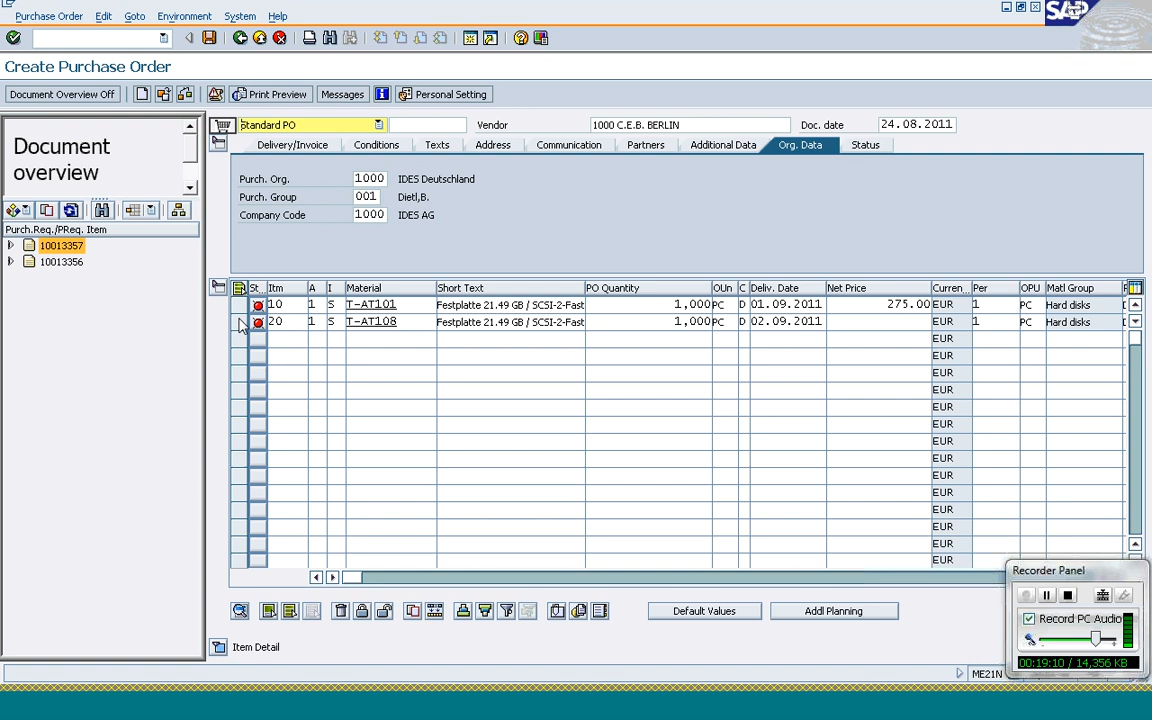 Purchase Order Edit Goto Environment System Help
SAP
Create Purchase Order
Document Overview Off Print Preview Messages Personal Setting
Document overview
Purch.Req./PReq. Item
10013357
10013356
Standard PO Vendor 1000 C.E.B. BERLIN Doc. date 24.08.2011
Delivery/Invoice Conditions Texts Address Communication Partners Additional Data Org. Data Status
Purch. Org. 1000 IDES Deutschland
Purch. Group 001 Dietl,B.
Company Code 1000 IDES AG
St... Itm A I Material Short Text PO Quantity OUn C Deliv. Date Net Price Curren... Per OPU Matl Group
10 1 S T-AT101 Festplatte 21.49 GB / SCSI-2-Fast 1,000 PC D 01.09.2011 275.00 EUR 1 PC Hard disks
20 1 S T-AT108 Festplatte 21.49 GB / SCSI-2-Fast 1,000 PC D 02.09.2011 EUR 1 PC Hard disks
EUR
EUR
EUR
EUR
EUR
EUR
EUR
EUR
EUR
EUR
EUR
EUR
EUR
EUR
Default Values Addl Planning
Item Detail
ME21N
Recorder Panel
Record PC Audio
00:19:10 / 14,356 KB